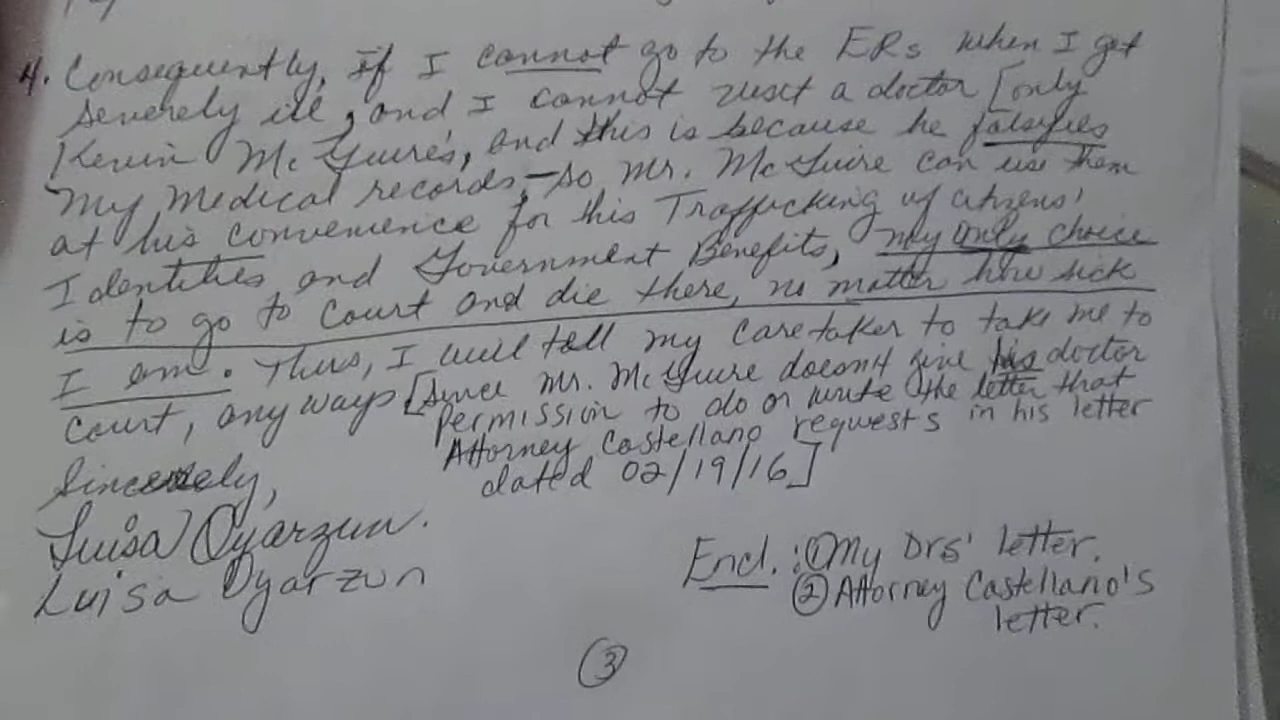 4. Consequently, if I cannot go to the ERs when I get
severely ill, and I cannot visit a doctor [only
Kevin McGuire's, and this is because he falsifies
my medical records,—so, Mr. McGuire can use them
at his convenience for this Trafficking of citizens'
Identities and Government Benefits, my only choice
is to go to court and die there, no matter how sick
I am. Thus, I will tell my caretaker to take me to
court, anyways [since Mr. McGuire doesn't give his doctor
permission to do or write the letter that
Attorney Castellano requests in his letter
dated 02/19/16]
Sincerely,
Luisa Oyarzun.
Luisa Oyarzun
Encl.: ① My Drs' letter.
② Attorney Castellano's
letter.
③